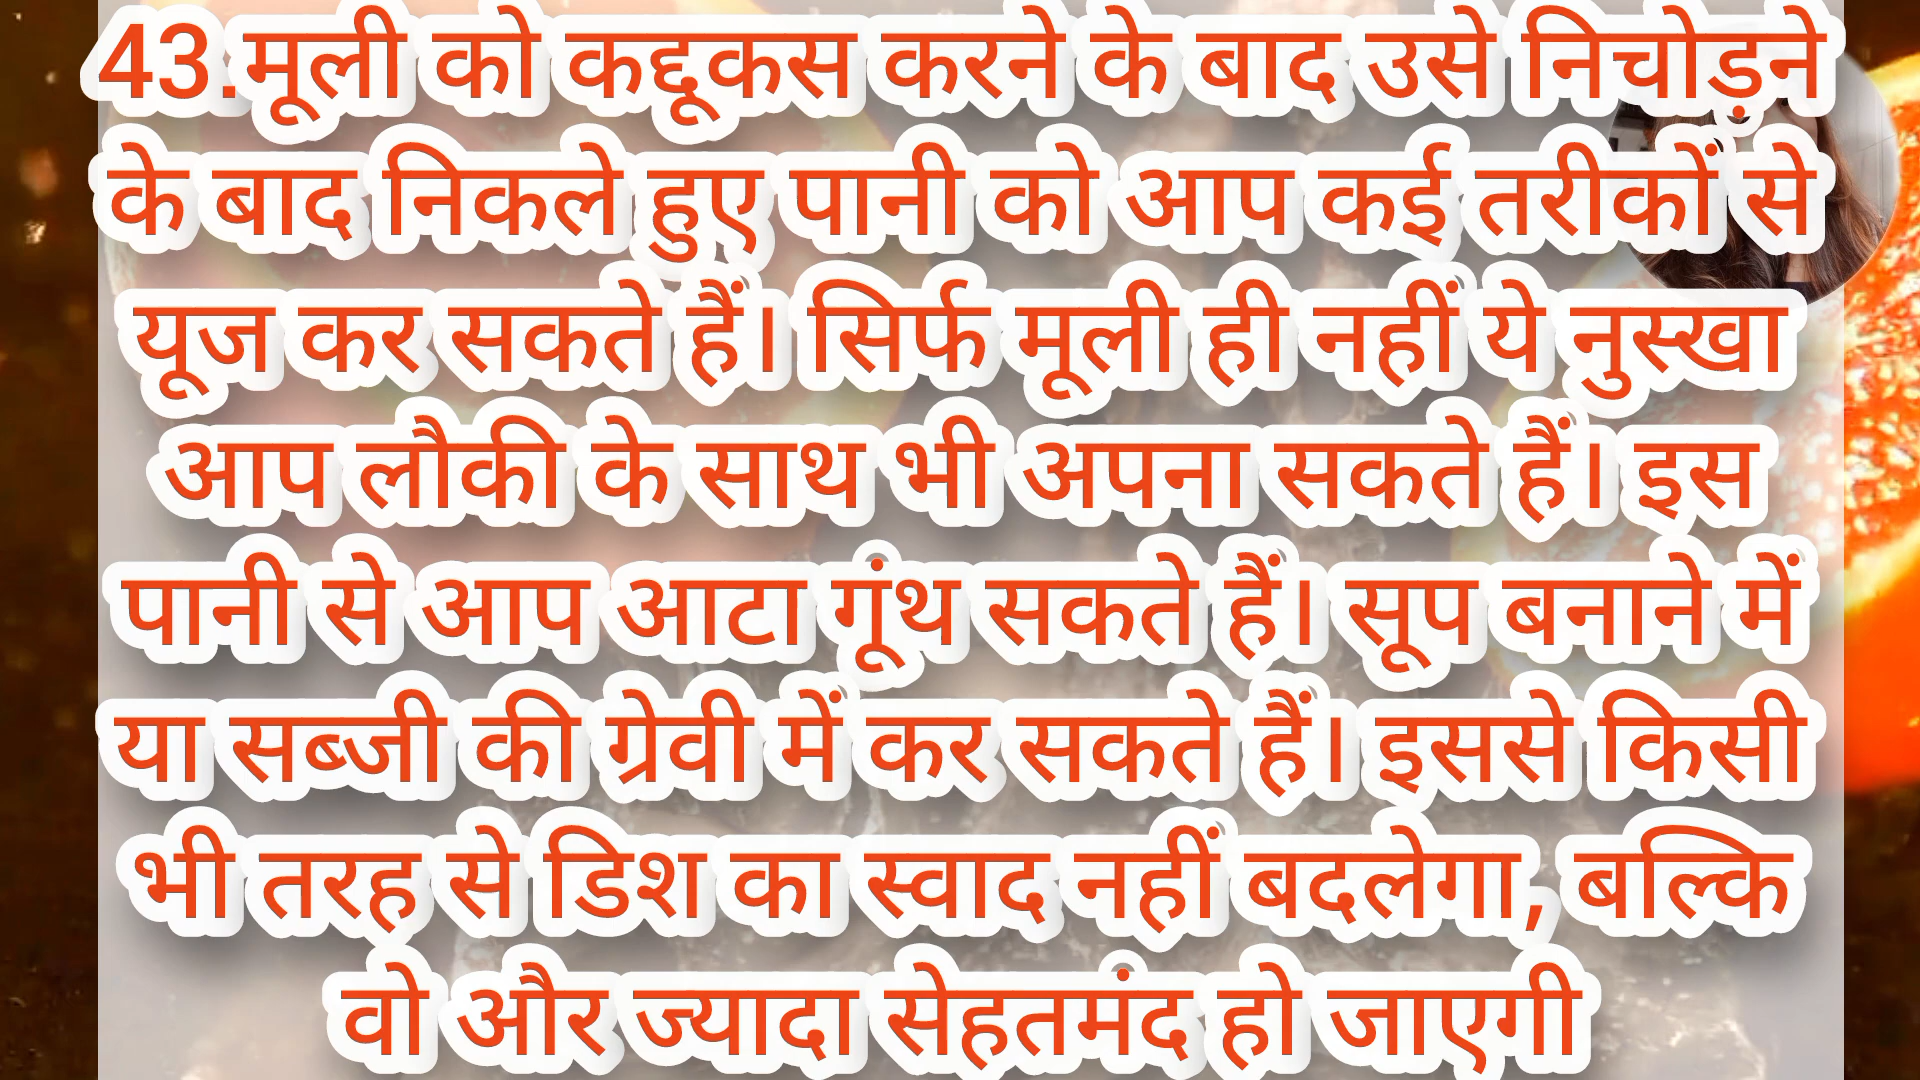 43.मूली को कद्दूकस करने के बाद उसे निचोड़ने
के बाद निकले हुए पानी को आप कई तरीकों से
यूज कर सकते हैं। सिर्फ मूली ही नहीं ये नुस्खा
आप लौकी के साथ भी अपना सकते हैं। इस
पानी से आप आटा गूंथ सकते हैं। सूप बनाने में
या सब्जी की ग्रेवी में कर सकते हैं। इससे किसी
भी तरह से डिश का स्वाद नहीं बदलेगा, बल्कि
वो और ज्यादा सेहतमंद हो जाएगी